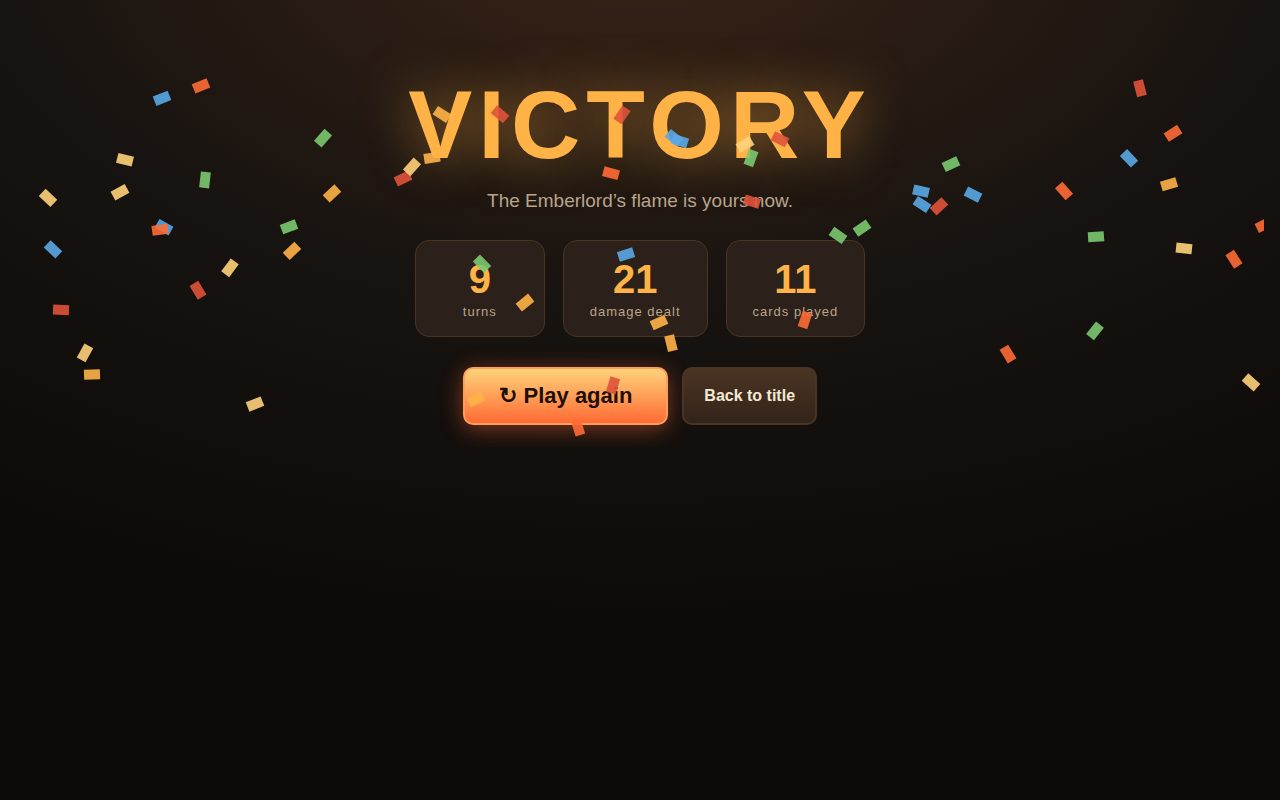 VICTORY
The Emberlord’s flame is yours now.
9
turns
21
damage dealt
11
cards played
↻ Play again
Back to title